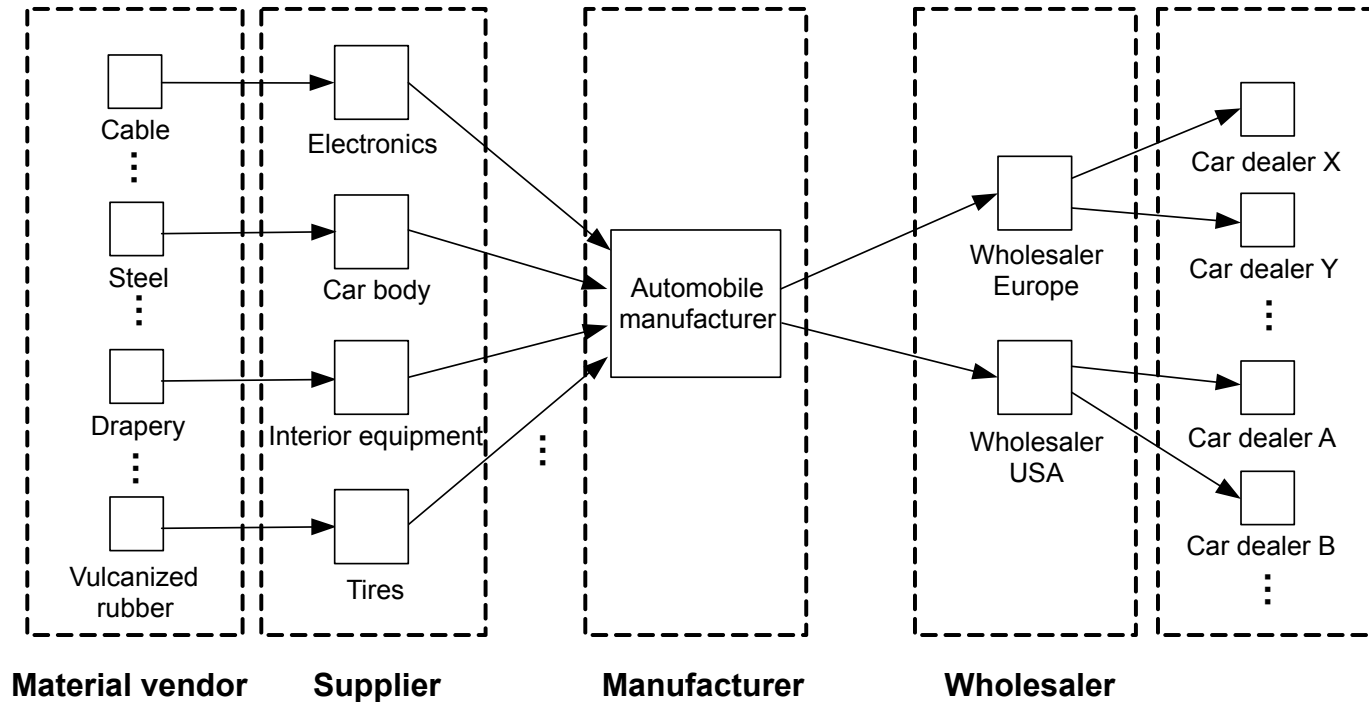 Cable
Steel
Drapery
Vulcanized
rubber
Electronics
Car body
Interior equipment
Tires
Automobile
manufacturer
Wholesaler
Europe
Wholesaler
USA
Car dealer X
Car dealer Y
Car dealer A
Car dealer B
Material vendor
Supplier
Manufacturer
Wholesaler